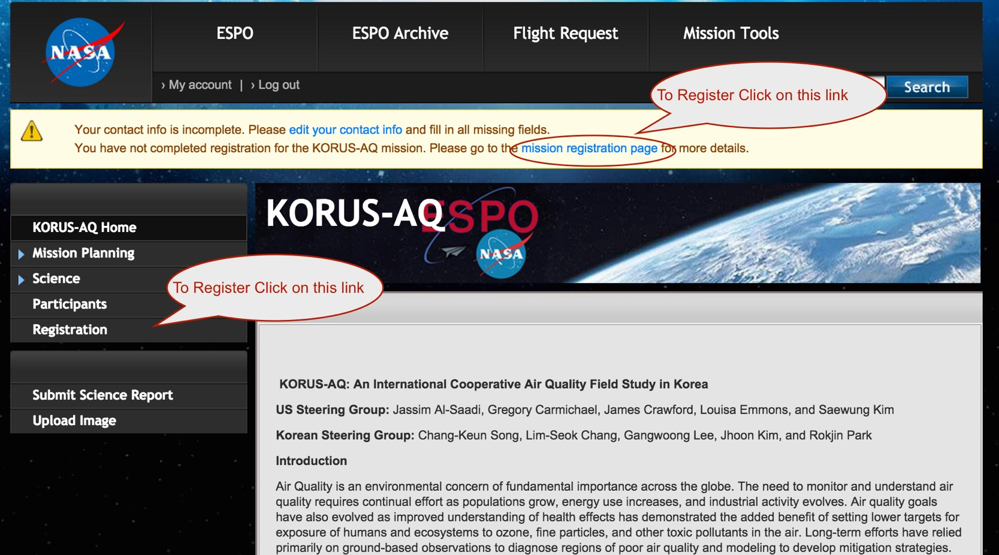 ESPO
ESPO Archive
Flight Request
Mission Tools
NASA
› My account | › Log out
To Register Click on this link
Search
Your contact info is incomplete. Please edit your contact info and fill in all missing fields.
You have not completed registration for the KORUS-AQ mission. Please go to the mission registration page for more details.
KORUS-AQ
ESPO
NASA
KORUS-AQ Home
Mission Planning
Science
Participants
Registration
To Register Click on this link
Submit Science Report
Upload Image
KORUS-AQ: An International Cooperative Air Quality Field Study in Korea
US Steering Group: Jassim Al-Saadi, Gregory Carmichael, James Crawford, Louisa Emmons, and Saewung Kim
Korean Steering Group: Chang-Keun Song, Lim-Seok Chang, Gangwoong Lee, Jhoon Kim, and Rokjin Park
Introduction
Air Quality is an environmental concern of fundamental importance across the globe. The need to monitor and understand air
quality requires continual effort as populations grow, energy use increases, and industrial activity evolves. Air quality goals
have also evolved as improved understanding of health effects has demonstrated the added benefit of setting lower targets for
exposure of humans and ecosystems to ozone, fine particles, and other toxic pollutants in the air. Long-term efforts have relied
primarily on ground-based observations to diagnose regions of poor air quality and modeling to develop mitigation strategies.